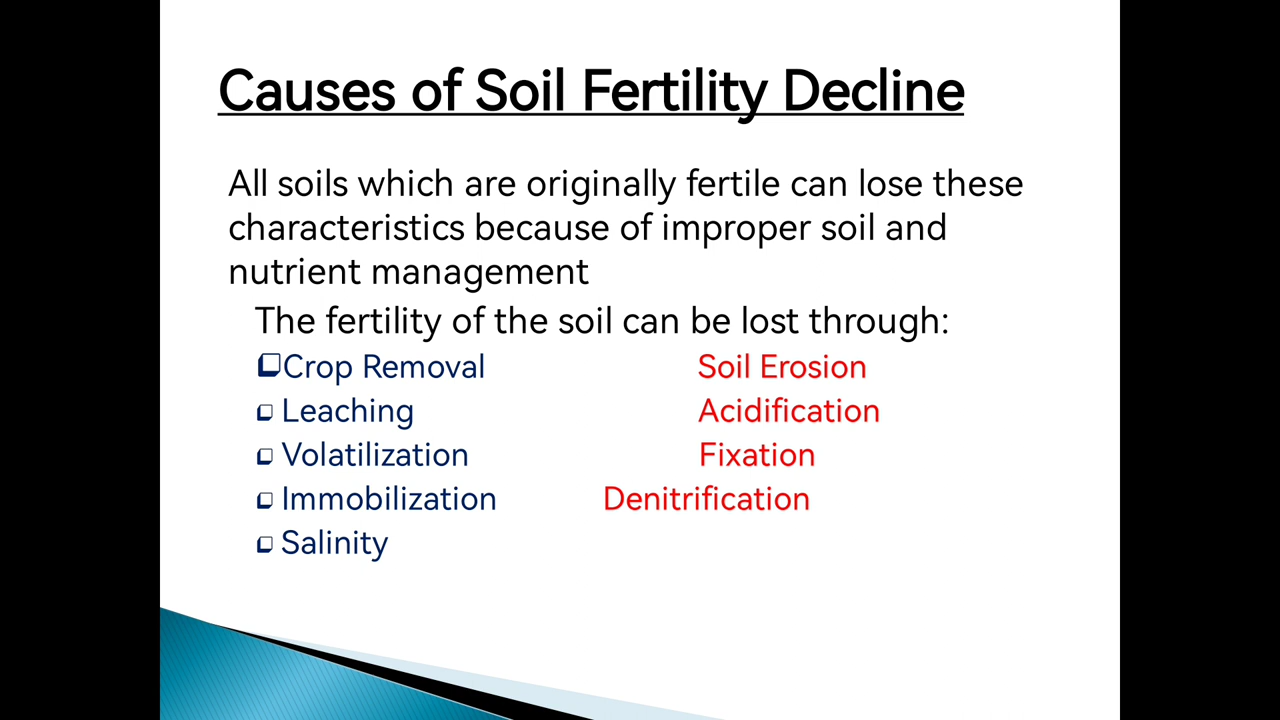 Causes of Soil Fertility Decline
All soils which are originally fertile can lose these
characteristics because of improper soil and
nutrient management
The fertility of the soil can be lost through:
❑Crop Removal Soil Erosion
❑ Leaching Acidification
❑ Volatilization Fixation
❑ Immobilization Denitrification
❑ Salinity